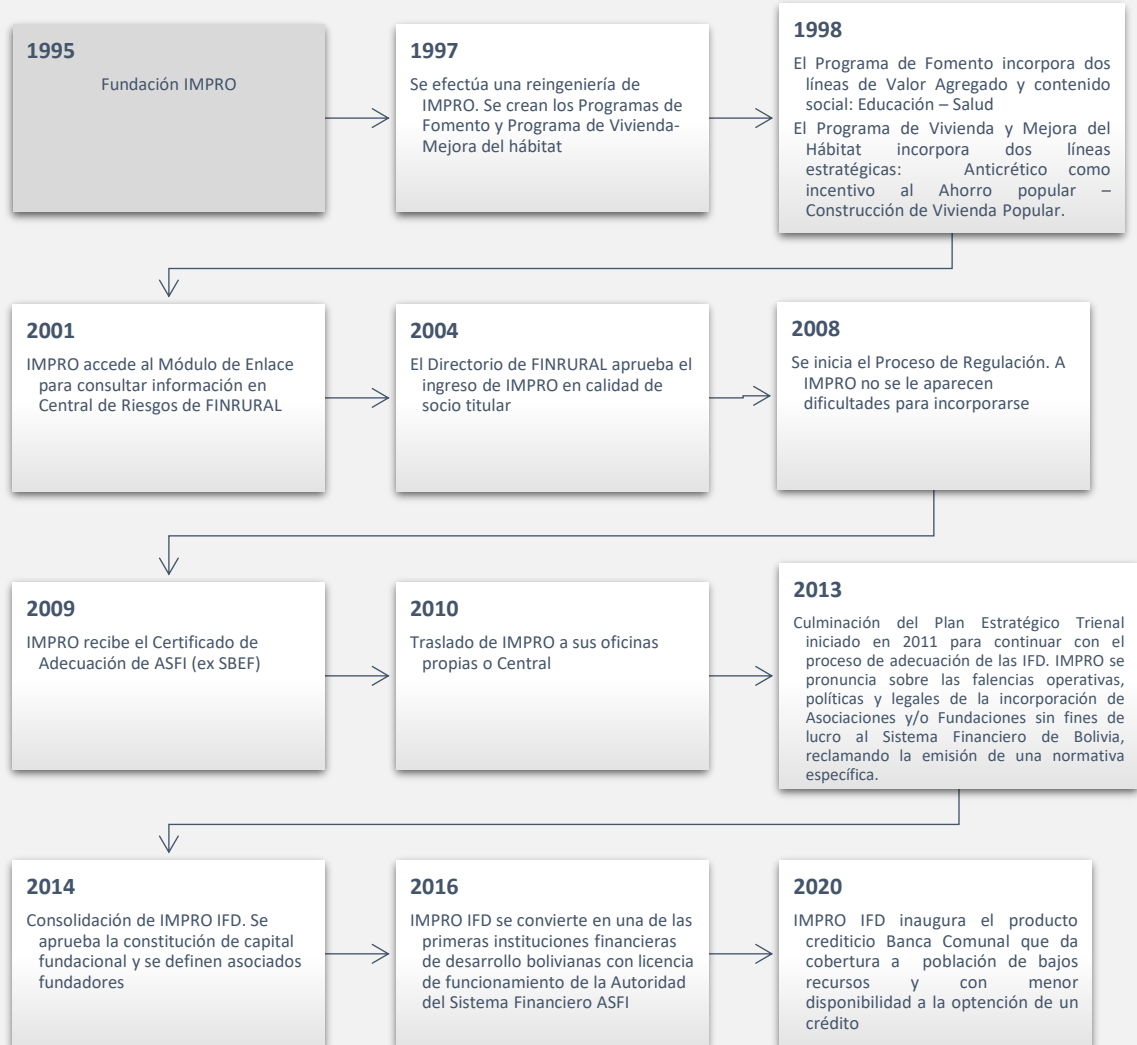 1995
Fundación IMPRO
1997
Se efectúa una reingeniería de
IMPRO. Se crean los Programas de
Fomento y Programa de Vivienda-
Mejora del hábitat
1998
El Programa de Fomento incorpora dos
líneas de Valor Agregado y contenido
social: Educación – Salud
El Programa de Vivienda y Mejora del
Hábitat incorpora dos líneas
estratégicas: Anticrético como
incentivo al Ahorro popular –
Construcción de Vivienda Popular.
2001
IMPRO accede al Módulo de Enlace
para consultar información en
Central de Riesgos de FINRURAL
2004
El Directorio de FINRURAL aprueba el
ingreso de IMPRO en calidad de
socio titular
2008
Se inicia el Proceso de Regulación. A
IMPRO no se le aparecen
dificultades para incorporarse
2009
IMPRO recibe el Certificado de
Adecuación de ASFI (ex SBEF)
2010
Traslado de IMPRO a sus oficinas
propias o Central
2013
Culminación del Plan Estratégico Trienal
iniciado en 2011 para continuar con el
proceso de adecuación de las IFD. IMPRO se
pronuncia sobre las falencias operativas,
políticas y legales de la incorporación de
Asociaciones y/o Fundaciones sin fines de
lucro al Sistema Financiero de Bolivia,
reclamando la emisión de una normativa
específica.
2014
Consolidación de IMPRO IFD. Se
aprueba la constitución de capital
fundacional y se definen asociados
fundadores
2016
IMPRO IFD se convierte en una de las
primeras instituciones financieras
de desarrollo bolivianas con licencia
de funcionamiento de la Autoridad
del Sistema Financiero ASFI
2020
IMPRO IFD inaugura el producto
crediticio Banca Comunal que da
cobertura a población de bajos
recursos y con menor
disponibilidad a la optención de un
crédito